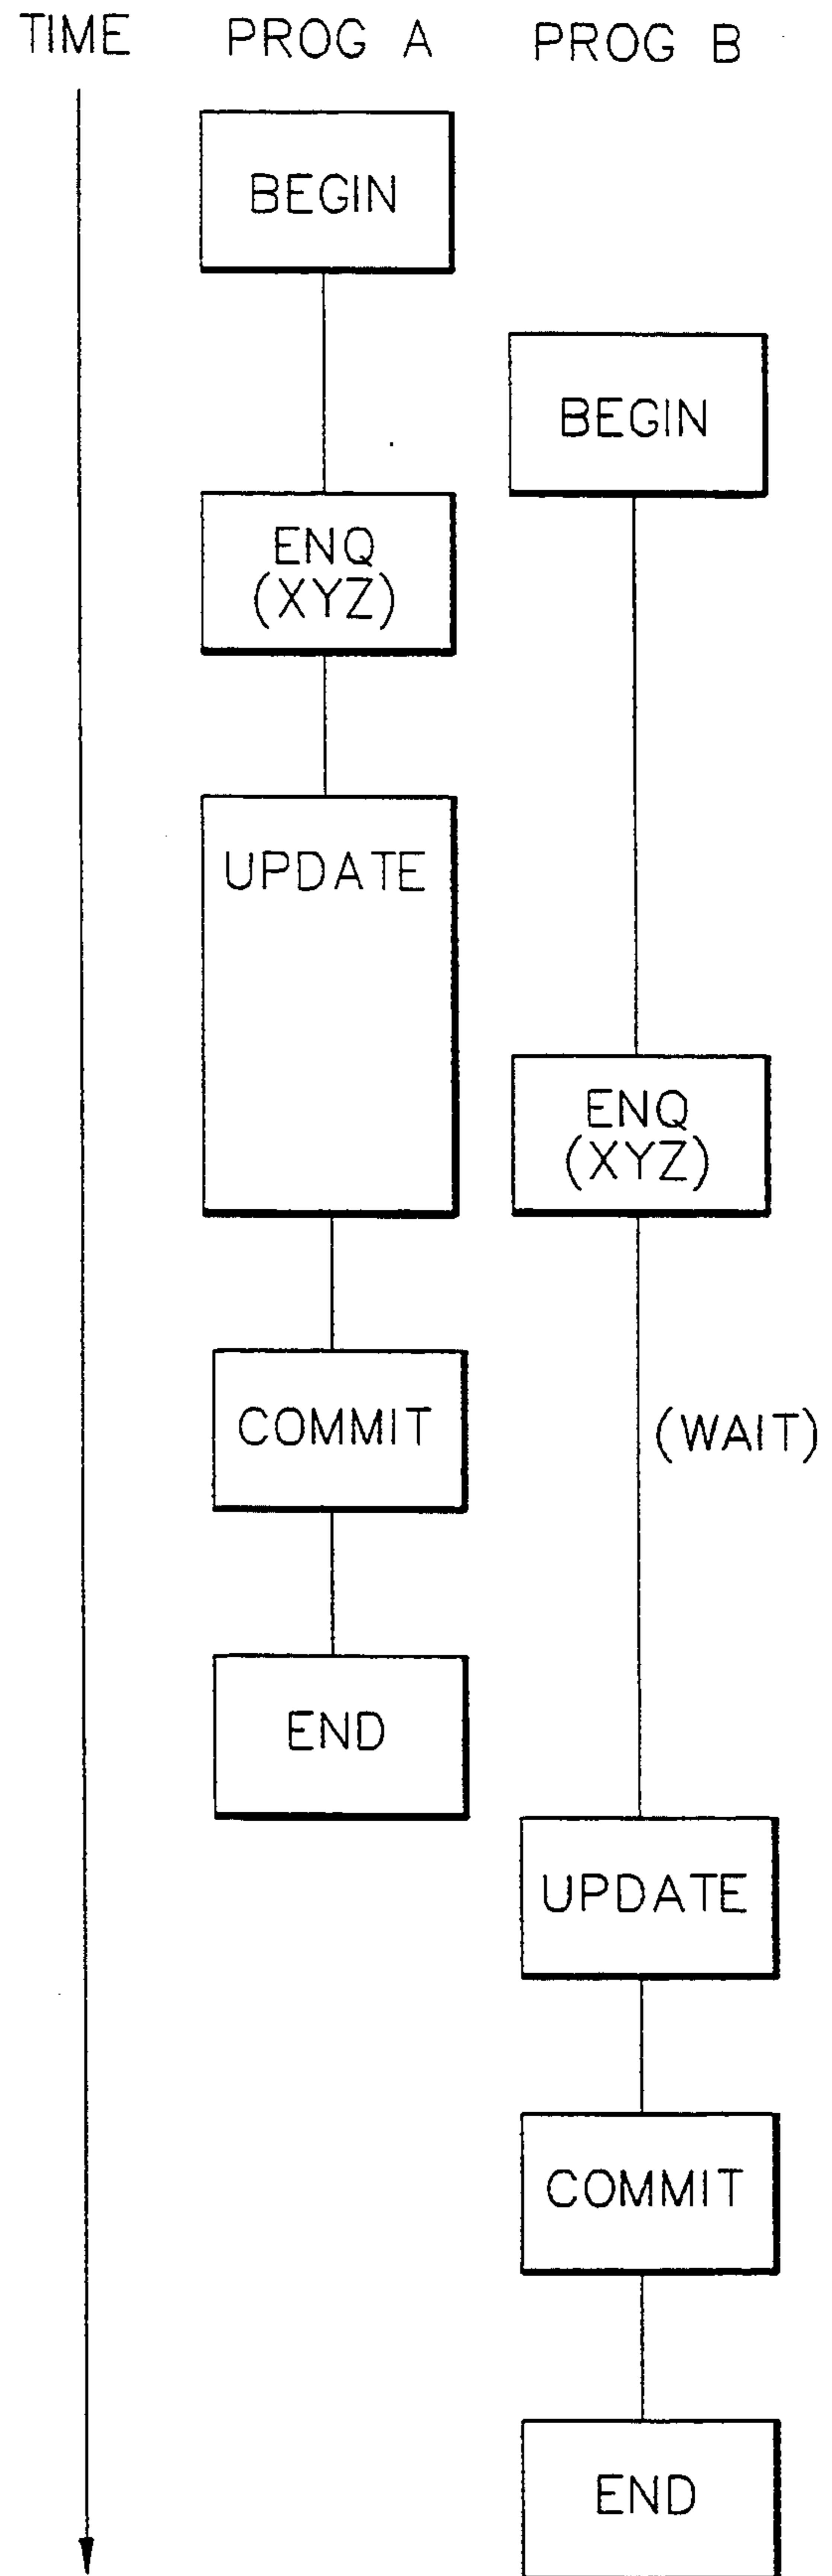 TIME PROG A PROG B
BEGIN
BEGIN
ENQ
(XYZ)
UPDATE
ENQ
(XYZ)
COMMIT
(WAIT)
END
UPDATE
COMMIT
END